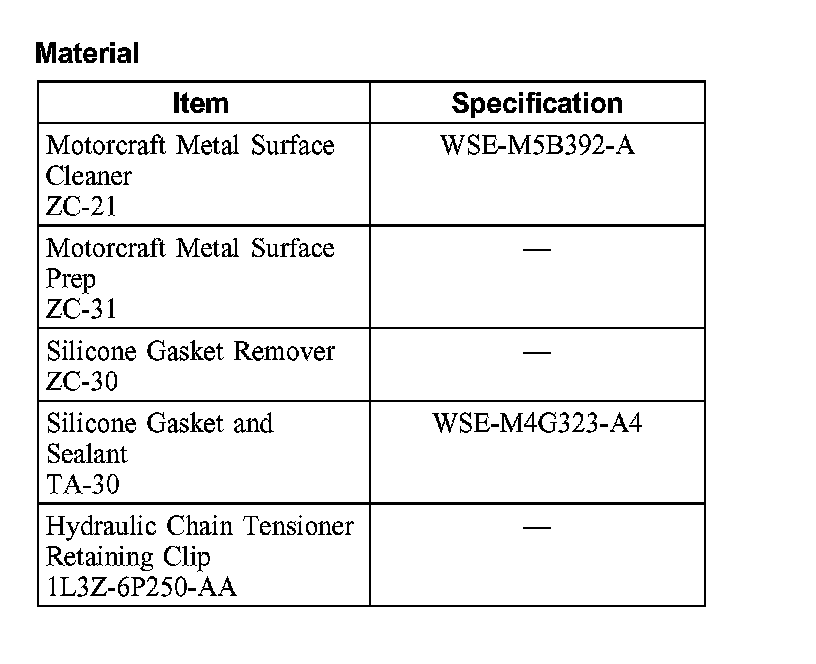 Material
Item Specification
Motorcraft Metal Surface WSE-M5B392-A
Cleaner
ZC-21
Motorcraft Metal Surface —
Prep
ZC-31
Silicone Gasket Remover —
ZC-30
Silicone Gasket and WSE-M4G323-A4
Sealant
TA-30
Hydraulic Chain Tensioner —
Retaining Clip
1L3Z-6P250-AA